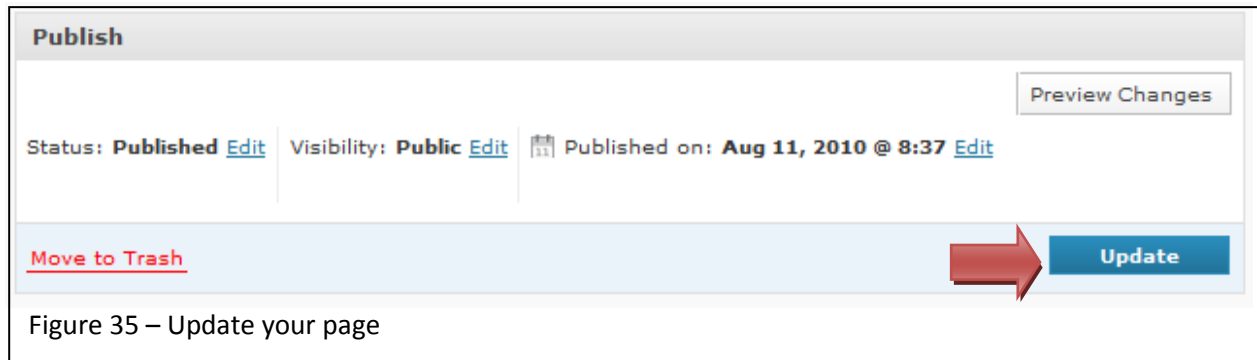 Publish
Preview Changes
Status: Published Edit Visibility: Public Edit 11 Published on: Aug 11, 2010 @ 8:37 Edit
Move to Trash Update
Figure 35 – Update your page